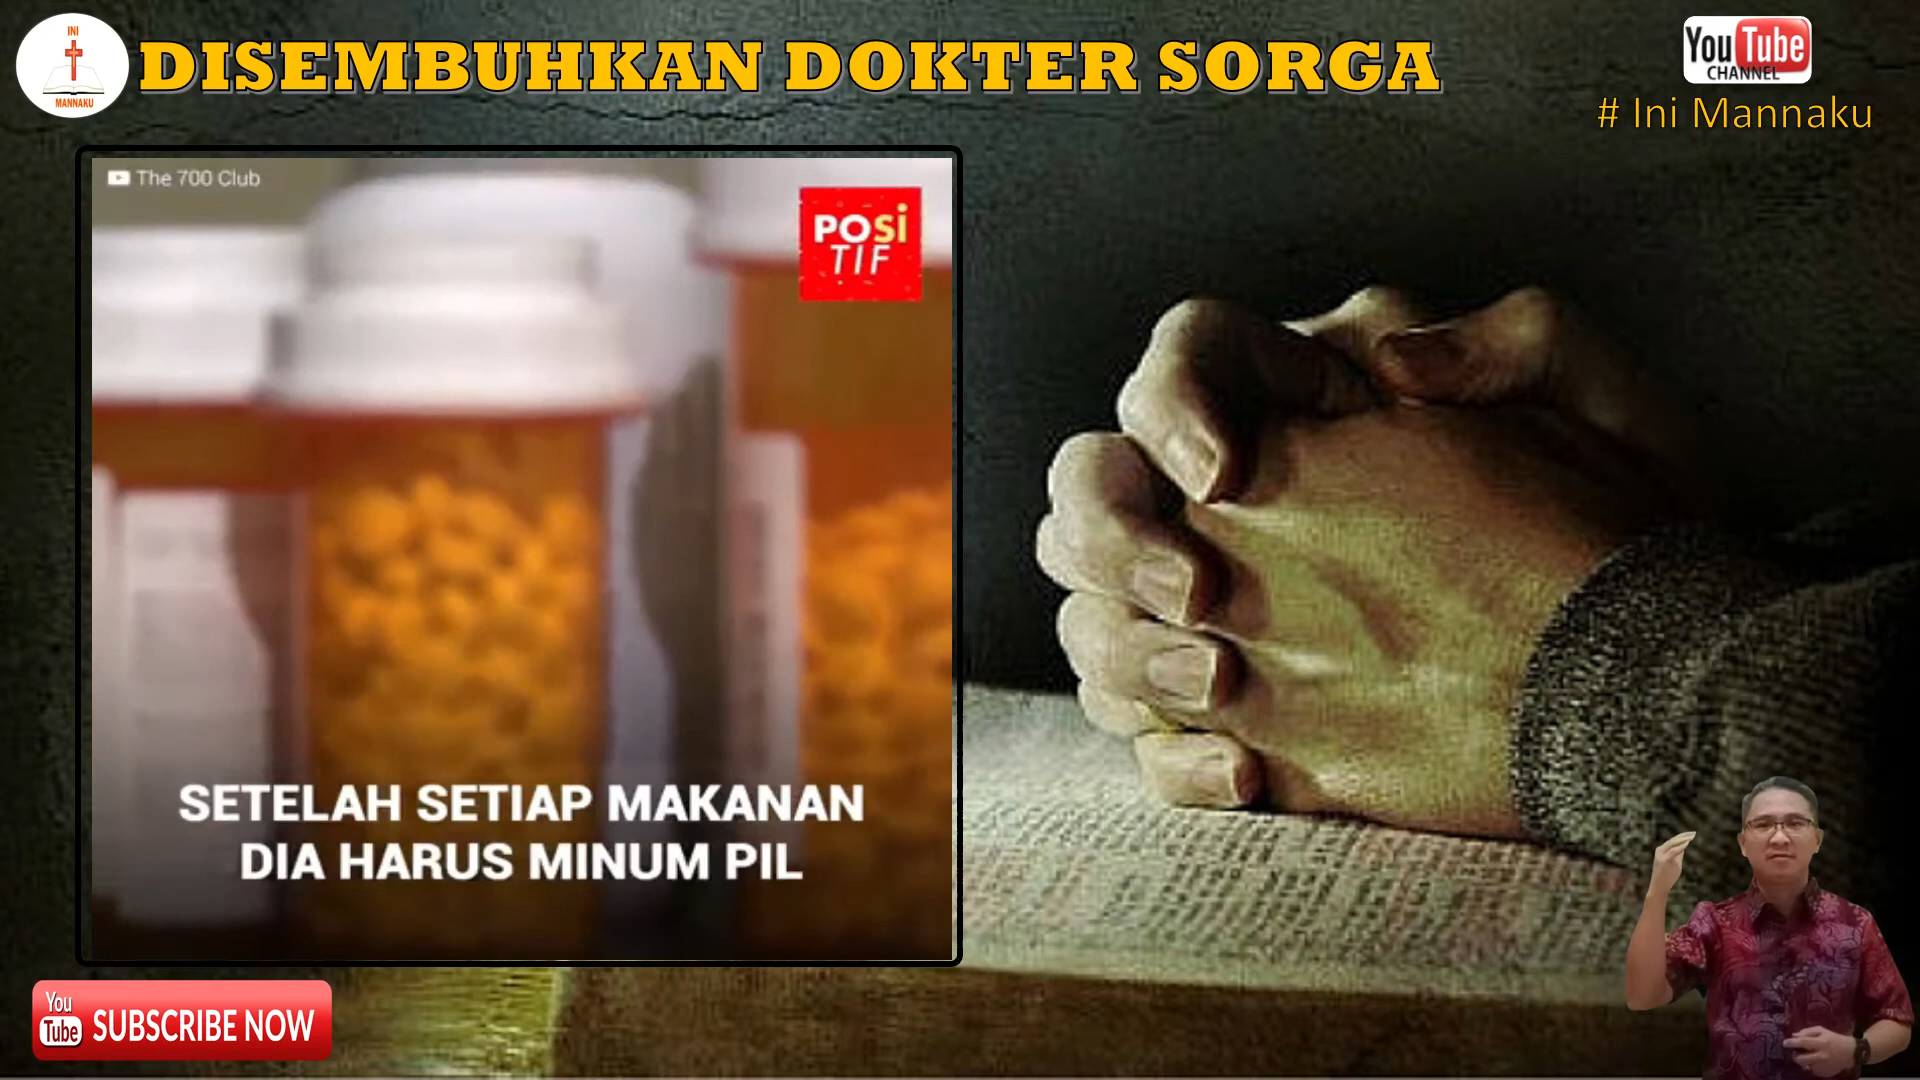 INI
MANNAKU
DISEMBUHKAN DOKTER SORGA
You Tube
CHANNEL
# Ini Mannaku
The 700 Club
POSi
TIF
SETELAH SETIAP MAKANAN
DIA HARUS MINUM PIL
You
Tube
SUBSCRIBE NOW